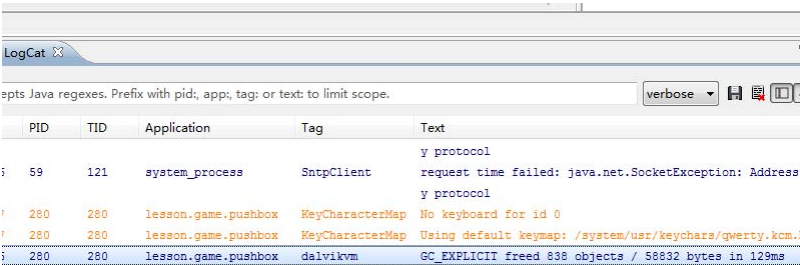 LogCat
epts Java regexes. Prefix with pid:, app:, tag: or text: to limit scope. verbose
PID TID Application Tag Text
y protocol
59 121 system_process SntpClient request time failed: java.net.SocketException: Address
y protocol
280 280 lesson.game.pushbox KeyCharacterMap No keyboard for id 0
280 280 lesson.game.pushbox KeyCharacterMap Using default keymap: /system/usr/keychars/qwerty.kcm.
280 280 lesson.game.pushbox dalvikvm GC_EXPLICIT freed 838 objects / 58832 bytes in 129ms